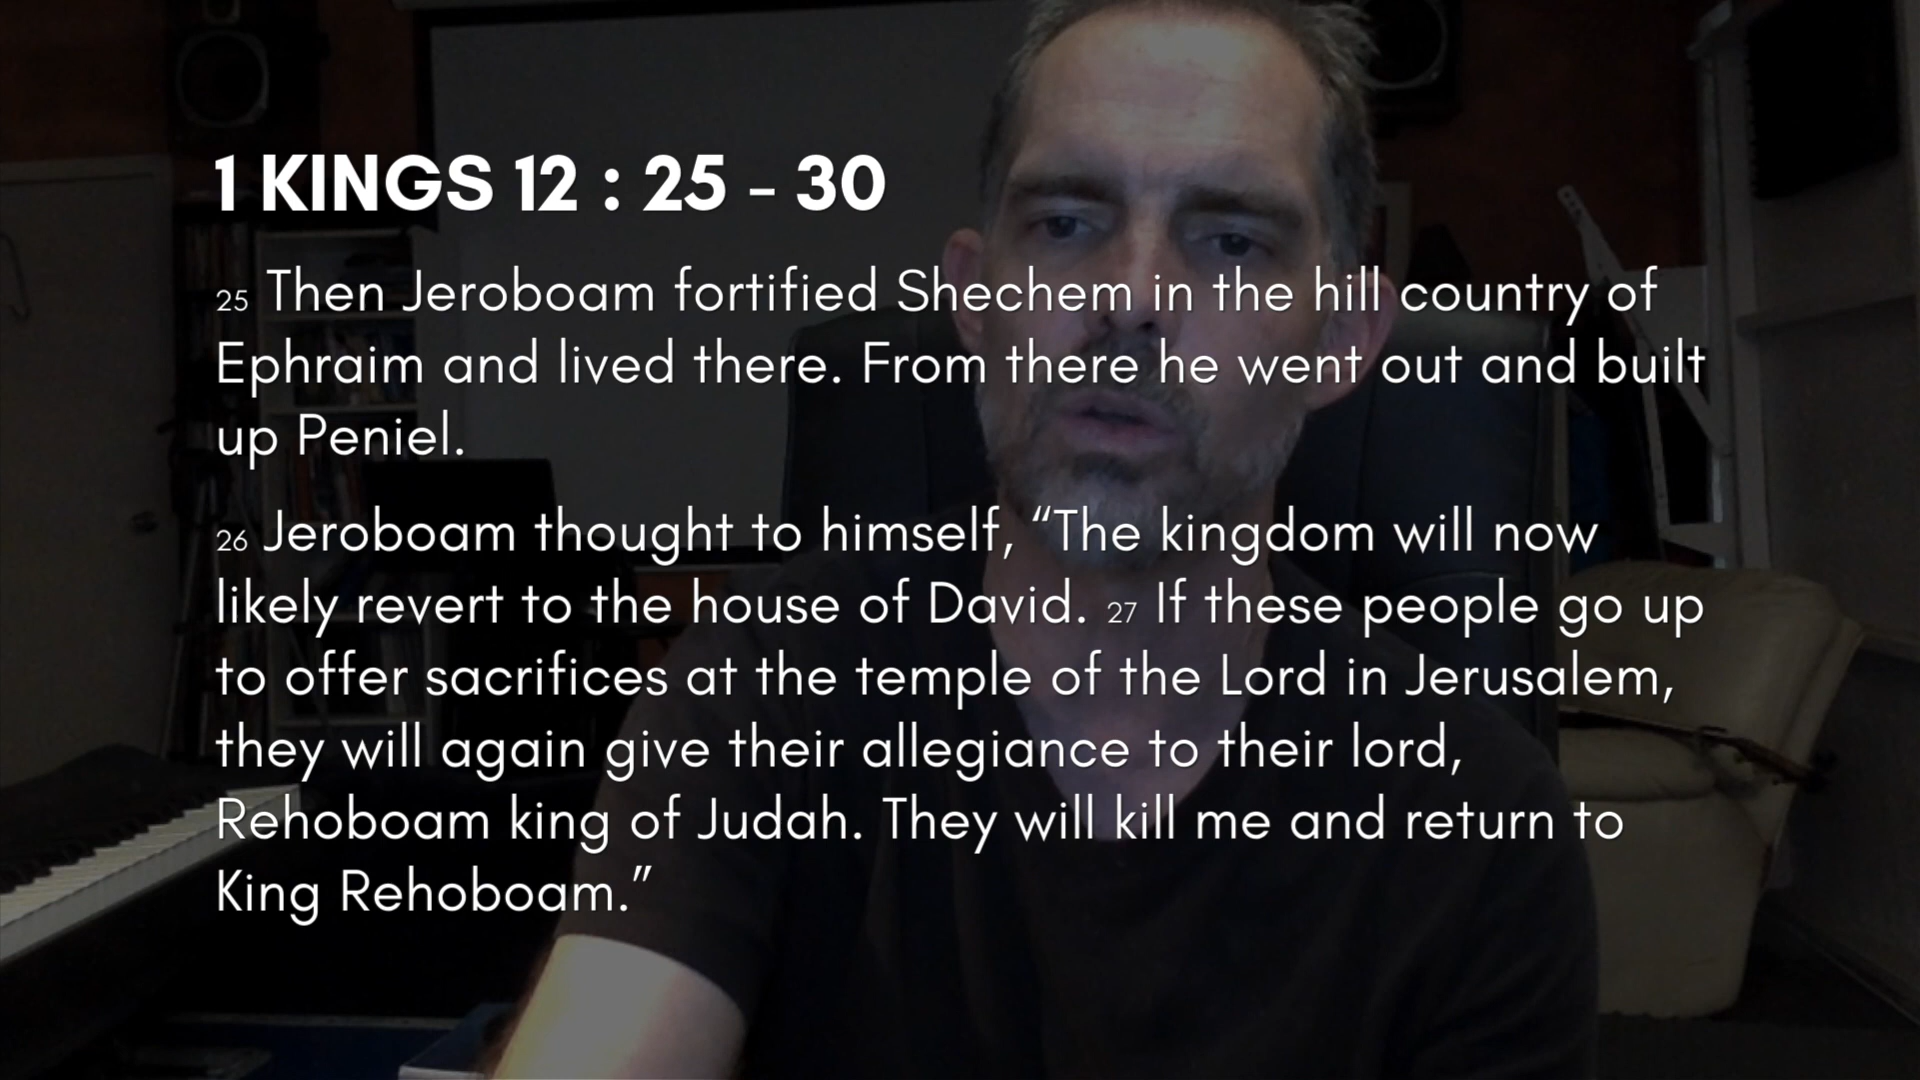 1 KINGS 12 : 25 - 30
25 Then Jeroboam fortified Shechem in the hill country of
Ephraim and lived there. From there he went out and built
up Peniel.
26 Jeroboam thought to himself, “The kingdom will now
likely revert to the house of David. 27 If these people go up
to offer sacrifices at the temple of the Lord in Jerusalem,
they will again give their allegiance to their lord,
Rehoboam king of Judah. They will kill me and return to
King Rehoboam.”